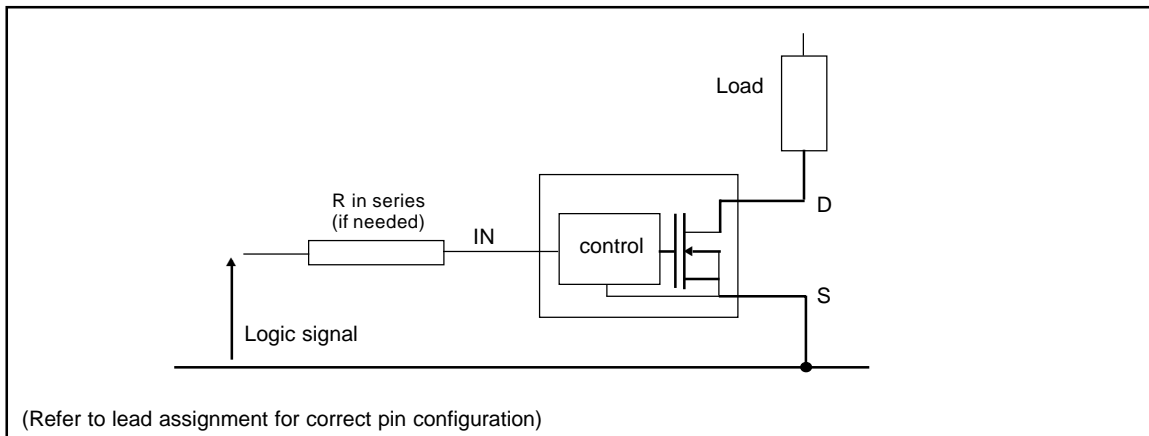 Load
R in series
(if needed)
IN
control
D
S
Logic signal
(Refer to lead assignment for correct pin configuration)